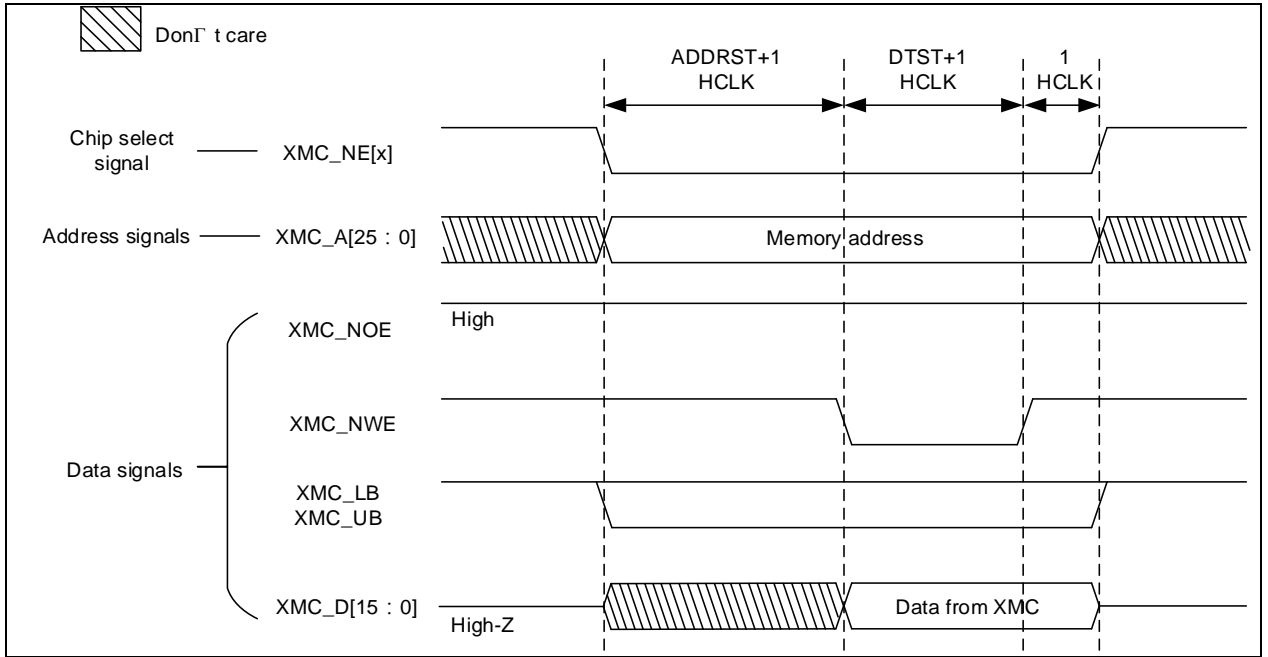 DonΓ t care
ADDRST+1
HCLK
DTST+1
HCLK
1
HCLK
Chip select
signal
XMC_NE[x]
Address signals
XMC_A[25 : 0]
Memory address
XMC_NOE
High
XMC_NWE
Data signals
XMC_LB
XMC_UB
XMC_D[15 : 0]
High-Z
Data from XMC